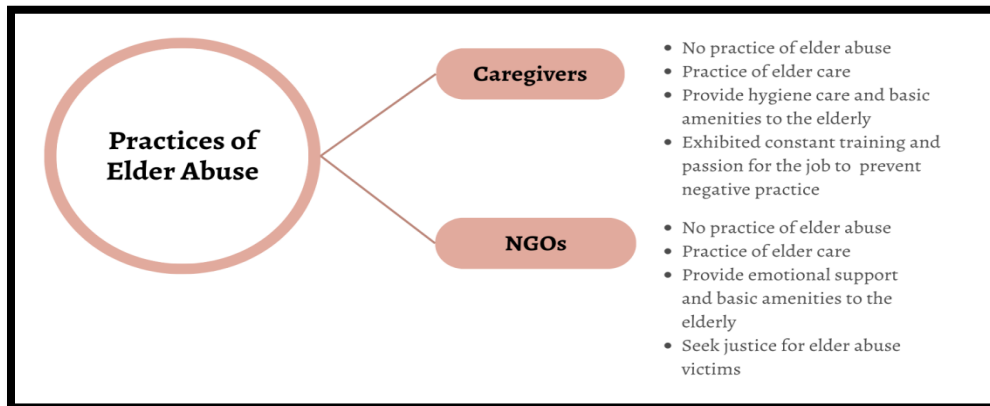 Practices of
Elder Abuse
Caregivers
• No practice of elder abuse
• Practice of elder care
• Provide hygiene care and basic
amenities to the elderly
• Exhibited constant training and
passion for the job to prevent
negative practice
NGOs
• No practice of elder abuse
• Practice of elder care
• Provide emotional support
and basic amenities to the
elderly
• Seek justice for elder abuse
victims